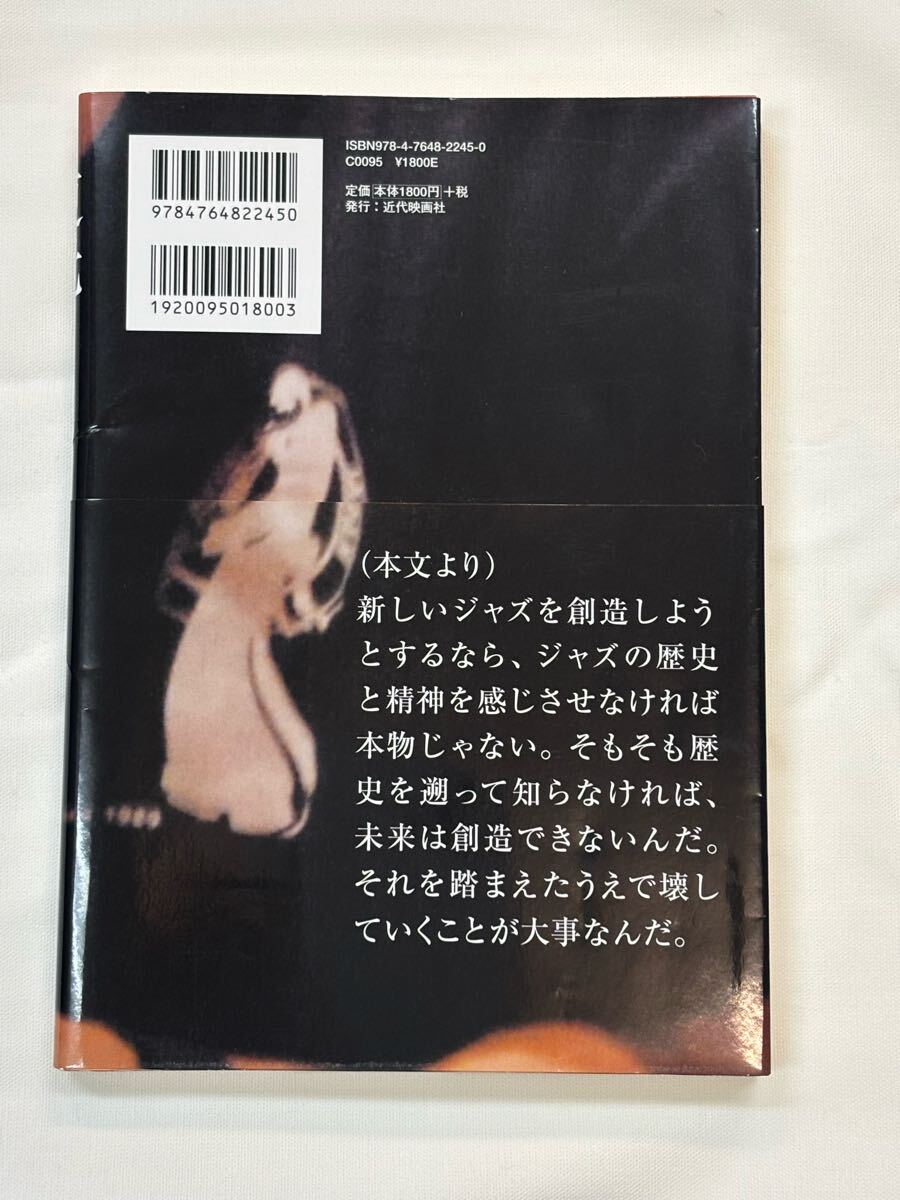 ISBN978-4-7648-2245-0
C0095 ¥1800E
定価 本体1800円 +税
発行：近代映画社
9784764822450
1920095018003
1989
（本文より）
新しいジャズを創造しよう
とするなら、ジャズの歴史
と精神を感じさせなければ
本物じゃない。そもそも歴
史を遡って知らなければ、
未来は創造できないんだ。
それを踏まえたうえで壊し
ていくことが大事なんだ。